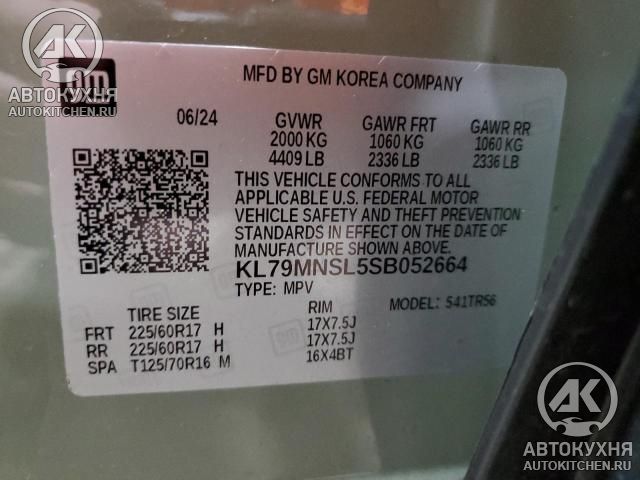 AK
АВТОКУХНЯ
AUTOKITCHEN.RU
gm
MFD BY GM KOREA COMPANY
06/24 GVWR GAWR FRT GAWR RR
2000 KG 1060 KG 1060 KG
4409 LB 2336 LB 2336 LB
THIS VEHICLE CONFORMS TO ALL
APPLICABLE U.S. FEDERAL MOTOR
VEHICLE SAFETY AND THEFT PREVENTION
STANDARDS IN EFFECT ON THE DATE OF
MANUFACTURE SHOWN ABOVE.
KL79MNSL5SB052664
TYPE: MPV MODEL: 541TR56
TIRE SIZE RIM
FRT 225/60R17 H 17X7.5J
RR 225/60R17 H 17X7.5J
SPA T125/70R16 M 16X4BT
AK
АВТОКУХНЯ
AUTOKITCHEN.RU